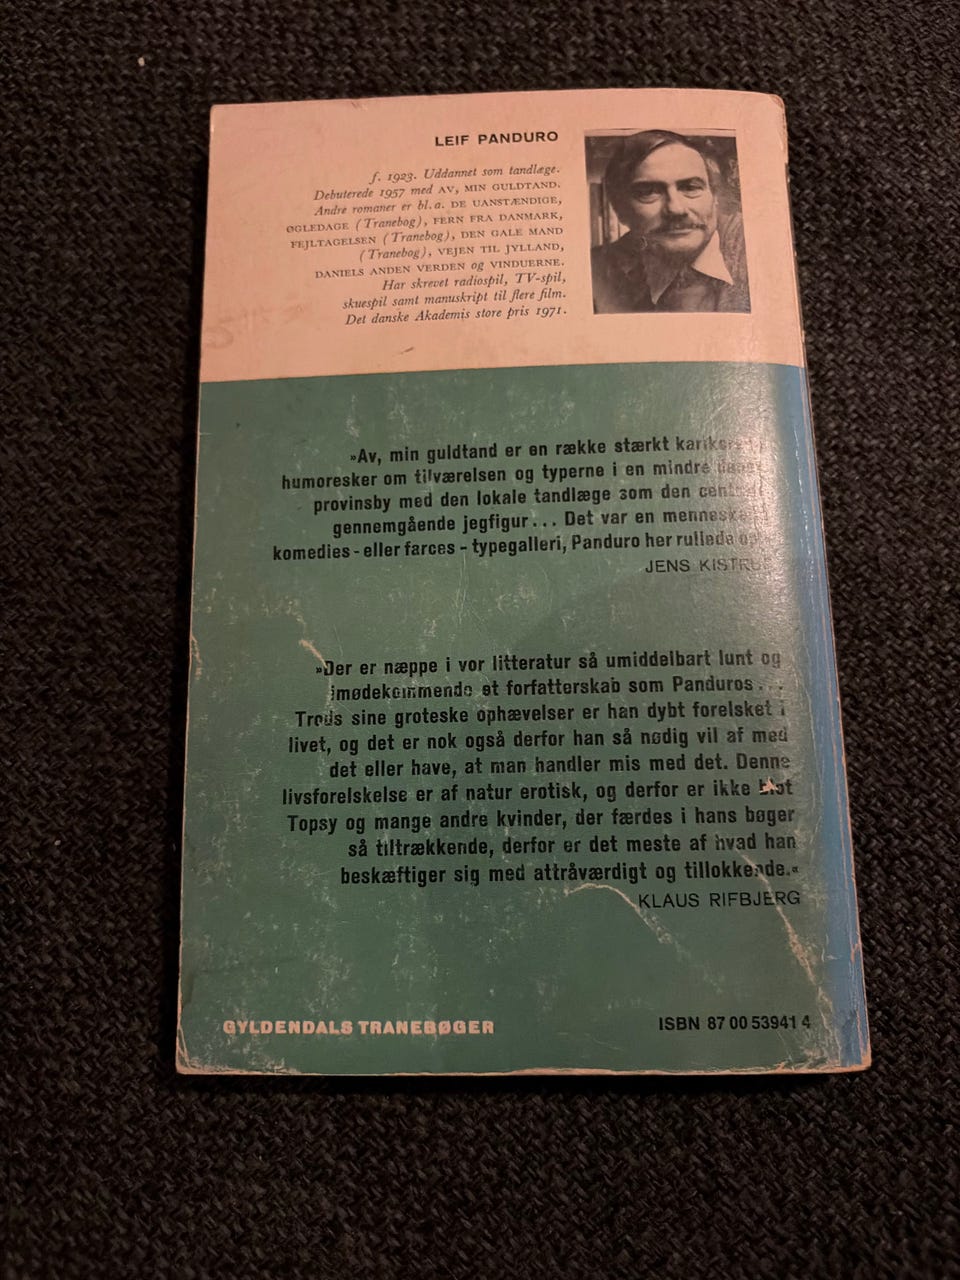 LEIF PANDURO
f. 1923. Uddannet som tandlæge.
Debuterede 1957 med AV, MIN GULDTAND.
Andre romaner er bl.a. DE UANSTÆNDIGE,
ØGLEDAGE (Tranebog), FERN FRA DANMARK,
FEJLTAGELSEN (Tranebog), DEN GALE MAND
(Tranebog), VEJEN TIL JYLLAND,
DANIELS ANDEN VERDEN og VINDUERNE.
Har skrevet radiospil, TV-spil,
skuespil samt manuskript til flere film.
Det danske Akademis store pris 1971.
»Av, min guldtand er en række stærkt
humoresker om tilværelsen og typerne i en mindre
provinsby med den lokale tandlæge som den
gennemgående jegfigur... Det var en
komedies - eller farces - typegalleri, Panduro her rullede
JENS
»Der er næppe i vor litteratur så umiddelbart lunt og
imødekommende et forfatterskab som Panduros...
Trods sine groteske ophævelser er han dybt forelsket i
livet, og det er nok også derfor han så nødig vil af med
det eller have, at man handler mis med det. Denne
livsforelskelse er af natur erotisk, og derfor er ikke blot
Topsy og mange andre kvinder, der færdes i hans bøger
så tiltrækkende, derfor er det meste af hvad han
beskæftiger sig med attråværdigt og tillokkende.«
KLAUS RIFBJERG
GYLDENDALS TRANEBØGER
ISBN 87 00 53941 4